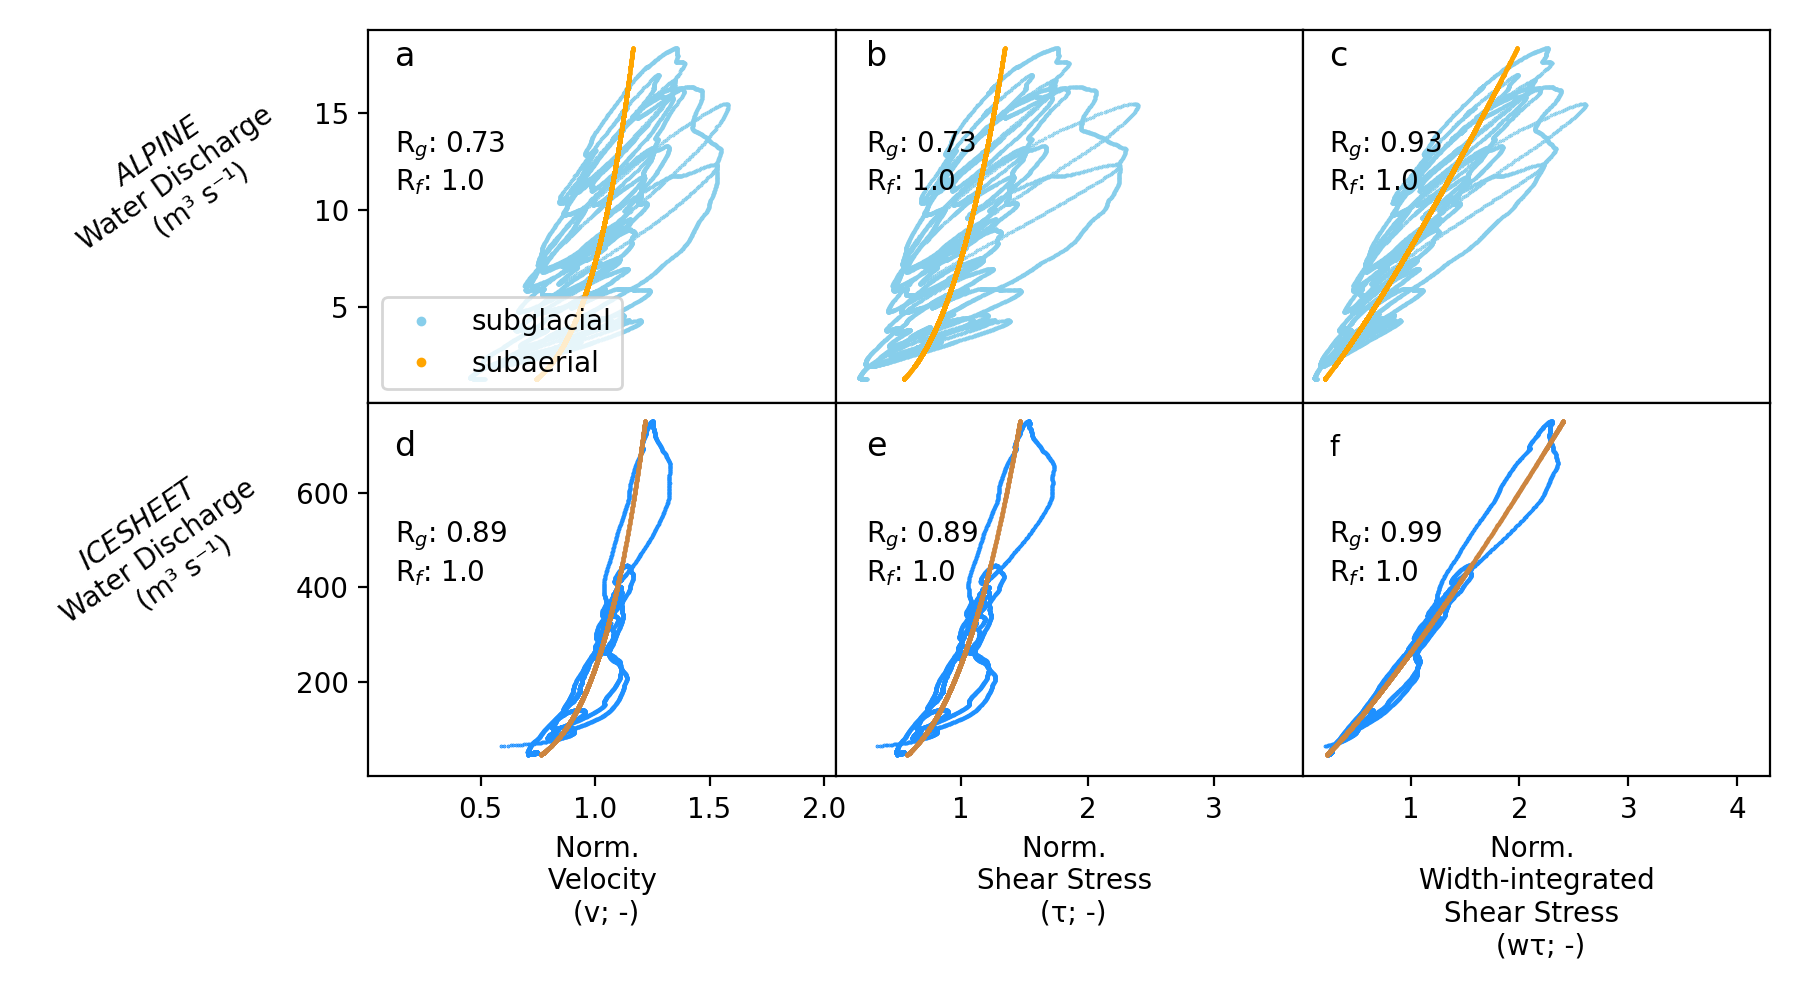 ALPINE
Water Discharge
(m³ s⁻¹)
15
10
5
a
R_g: 0.73
R_f: 1.0
subglacial
subaerial
b
R_g: 0.73
R_f: 1.0
c
R_g: 0.93
R_f: 1.0
ICESHEET
Water Discharge
(m³ s⁻¹)
600
400
200
d
R_g: 0.89
R_f: 1.0
e
R_g: 0.89
R_f: 1.0
f
R_g: 0.99
R_f: 1.0
0.5 1.0 1.5 2.0
1 2 3
1 2 3 4
Norm.
Velocity
(v; -)
Norm.
Shear Stress
(τ; -)
Norm.
Width-integrated
Shear Stress
(wτ; -)